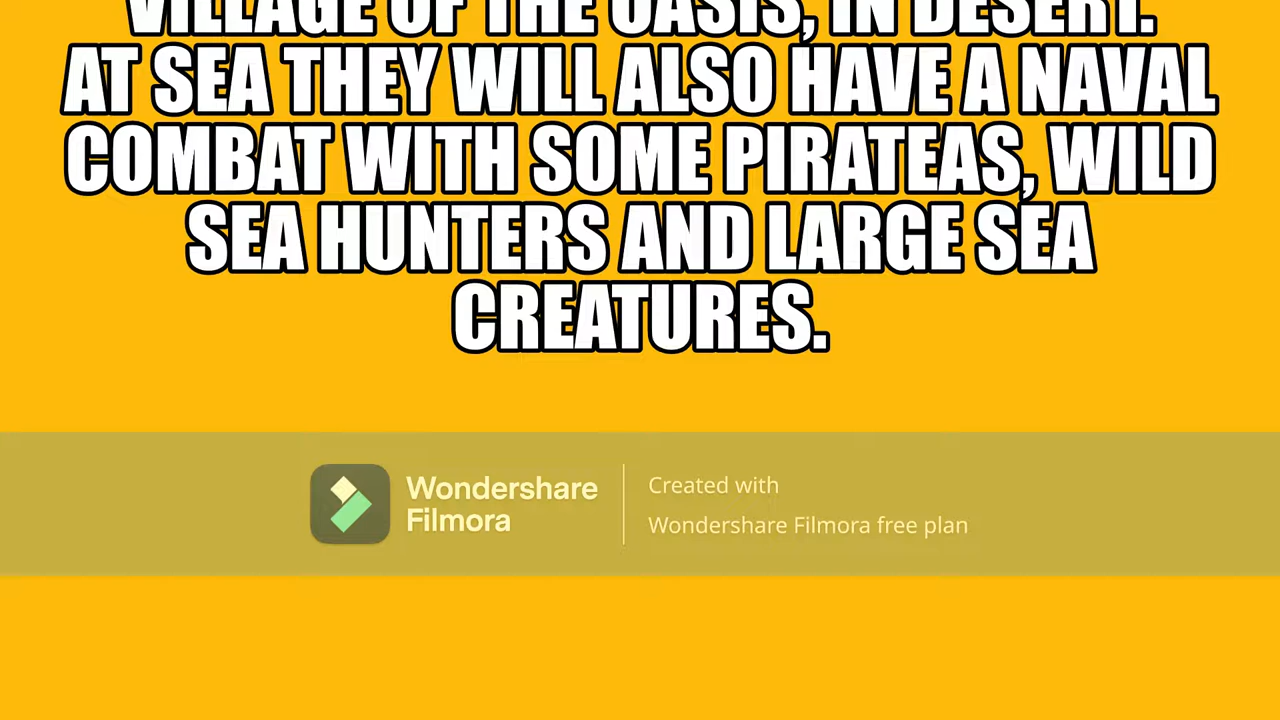 VILLAGE OF THE OASIS, IN DESERT.
AT SEA THEY WILL ALSO HAVE A NAVAL
COMBAT WITH SOME PIRATEAS, WILD
SEA HUNTERS AND LARGE SEA
CREATURES.
Wondershare
Filmora
Created with
Wondershare Filmora free plan